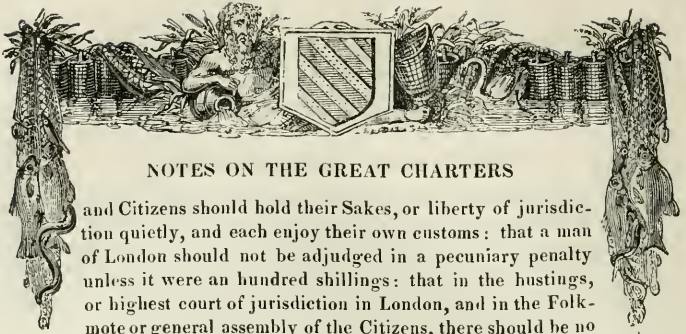 NOTES ON THE GREAT CHARTERS
and Citizens should hold their Sakes, or liberty of jurisdic-
tion quietly, and each enjoy their own customs: that a man
of London should not be adjudged in a pecuniary penalty
unless it were an hundred shillings: that in the hustings,
or highest court of jurisdiction in London, and in the Folk-
mote or general assembly of the Citizens, there should be no